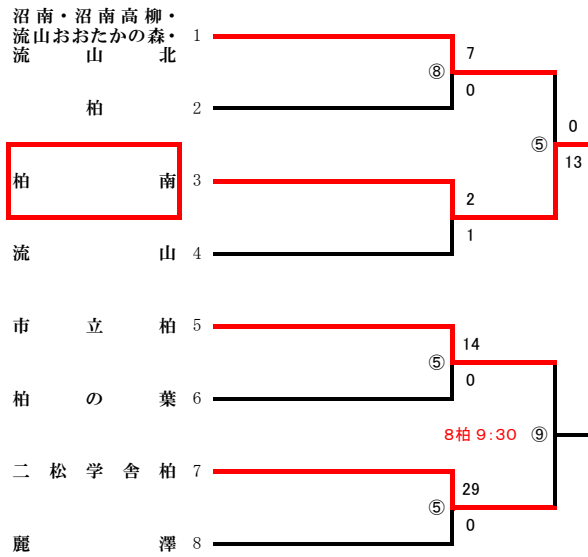 沼南・沼南高柳・
流山おおたかの森・
流山北 1
7
⑧
0
柏 2
0
⑤
13
柏南 3
2
1
流山 4
市立柏 5
14
⑤
0
柏の葉 6
8柏 9:30 ⑨
二松学舎柏 7
29
⑤
0
麗澤 8